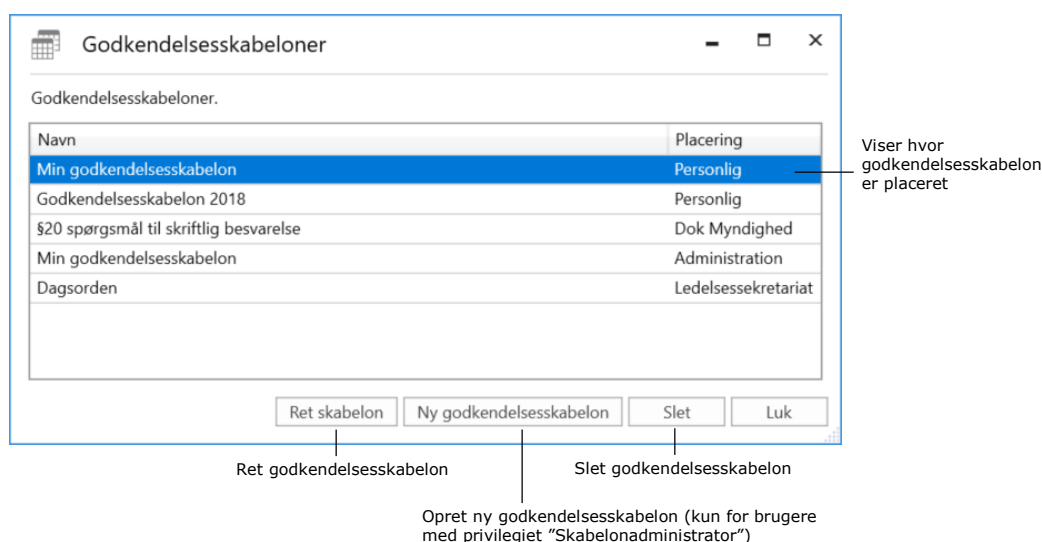 Godkendelsesskabeloner
Godkendelsesskabeloner.
Navn Placering
Min godkendelsesskabelon Personlig
Godkendelsesskabelon 2018 Personlig
§20 spørgsmål til skriftlig besvarelse Dok Myndighed
Min godkendelsesskabelon Administration
Dagsorden Ledelsessekretariat
Viser hvor
godkendelsesskabelon
er placeret
Ret skabelon Ny godkendelsesskabelon Slet Luk
Ret godkendelsesskabelon Slet godkendelsesskabelon
Opret ny godkendelsesskabelon (kun for brugere
med privilegiet ”Skabelonadministrator”)